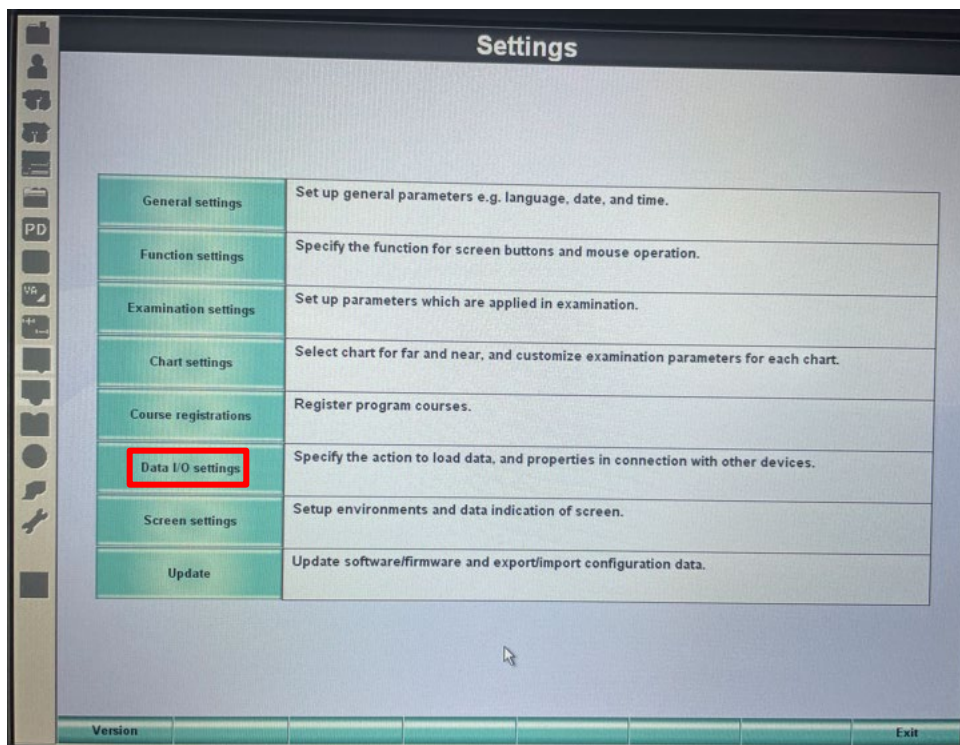 Settings
General settings
Set up general parameters e.g. language, date, and time.
Function settings
Specify the function for screen buttons and mouse operation.
Examination settings
Set up parameters which are applied in examination.
Chart settings
Select chart for far and near, and customize examination parameters for each chart.
Course registrations
Register program courses.
Data I/O settings
Specify the action to load data, and properties in connection with other devices.
Screen settings
Setup environments and data indication of screen.
Update
Update software/firmware and export/import configuration data.
PD
VA
Version
Exit